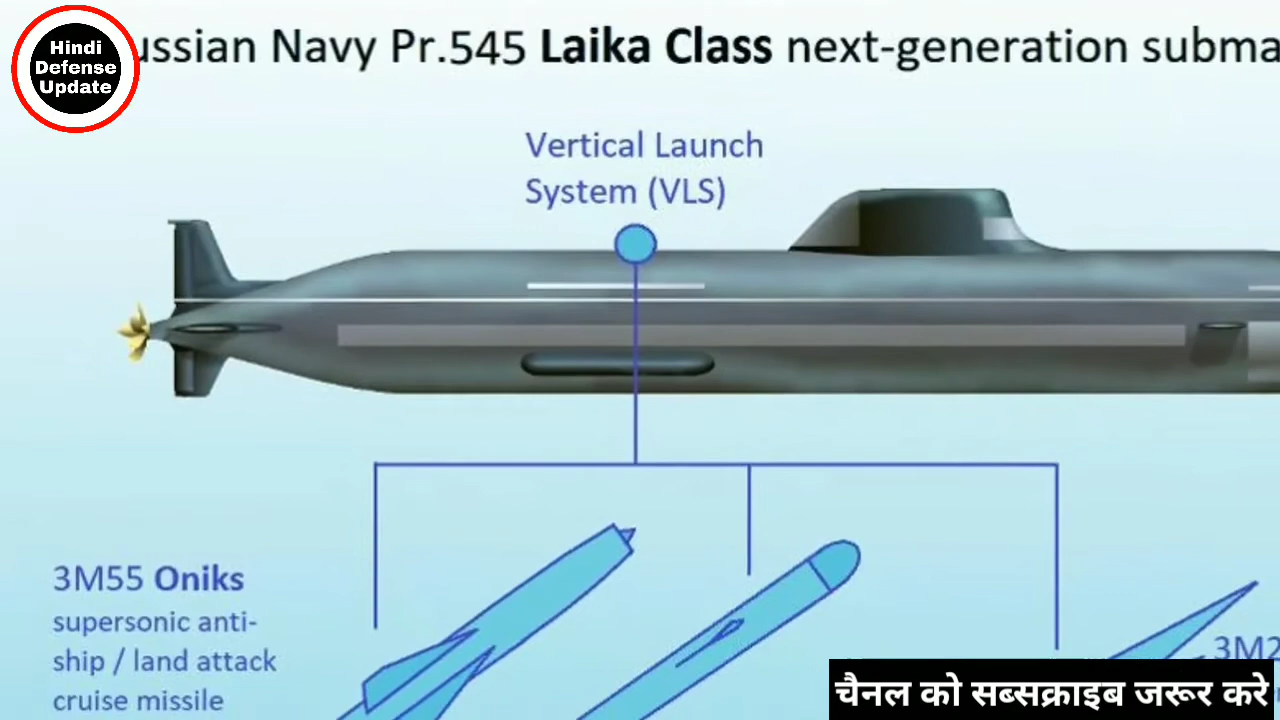 Hindi
Defense
Update
ussian Navy Pr.545 Laika Class next-generation subma
Vertical Launch
System (VLS)
3M55 Oniks
supersonic anti-
ship / land attack
cruise missile
3M2
चैनल को सब्सक्राइब जरूर करे